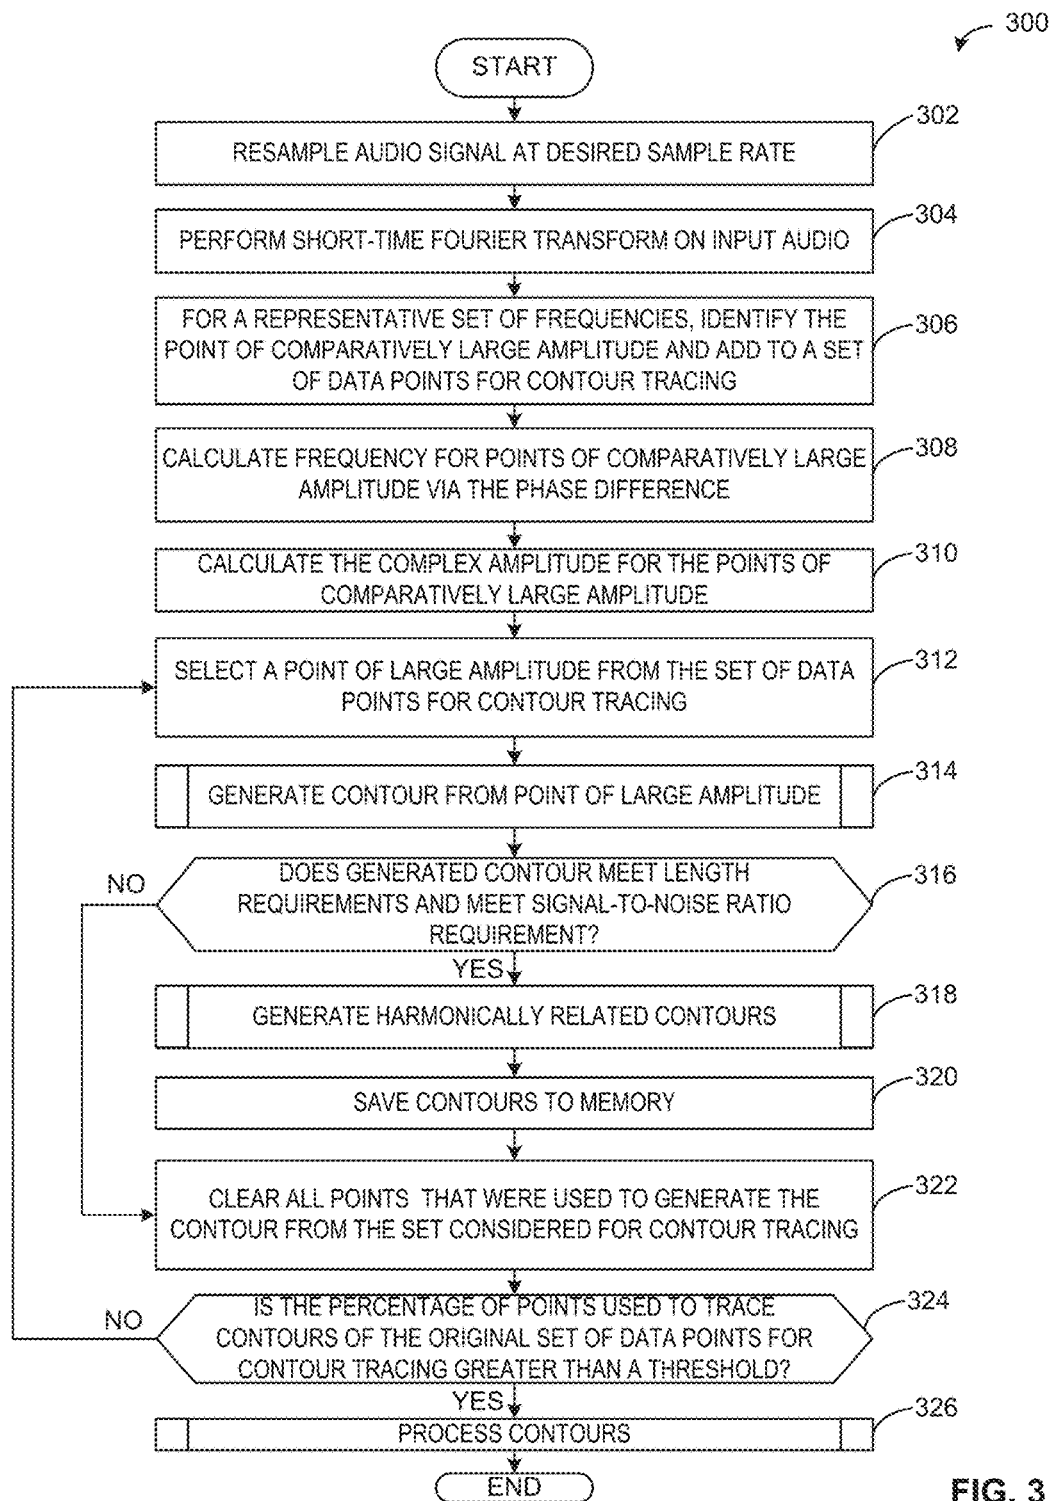 300
START
302
RESAMPLE AUDIO SIGNAL AT DESIRED SAMPLE RATE
304
PERFORM SHORT-TIME FOURIER TRANSFORM ON INPUT AUDIO
306
FOR A REPRESENTATIVE SET OF FREQUENCIES, IDENTIFY THE
POINT OF COMPARATIVELY LARGE AMPLITUDE AND ADD TO A SET
OF DATA POINTS FOR CONTOUR TRACING
308
CALCULATE FREQUENCY FOR POINTS OF COMPARATIVELY LARGE
AMPLITUDE VIA THE PHASE DIFFERENCE
310
CALCULATE THE COMPLEX AMPLITUDE FOR THE POINTS OF
COMPARATIVELY LARGE AMPLITUDE
312
SELECT A POINT OF LARGE AMPLITUDE FROM THE SET OF DATA
POINTS FOR CONTOUR TRACING
314
GENERATE CONTOUR FROM POINT OF LARGE AMPLITUDE
316
DOES GENERATED CONTOUR MEET LENGTH
REQUIREMENTS AND MEET SIGNAL-TO-NOISE RATIO
REQUIREMENT?
NO
YES
318
GENERATE HARMONICALLY RELATED CONTOURS
320
SAVE CONTOURS TO MEMORY
322
CLEAR ALL POINTS THAT WERE USED TO GENERATE THE
CONTOUR FROM THE SET CONSIDERED FOR CONTOUR TRACING
324
IS THE PERCENTAGE OF POINTS USED TO TRACE
CONTOURS OF THE ORIGINAL SET OF DATA POINTS FOR
CONTOUR TRACING GREATER THAN A THRESHOLD?
NO
YES
326
PROCESS CONTOURS
END
FIG. 3